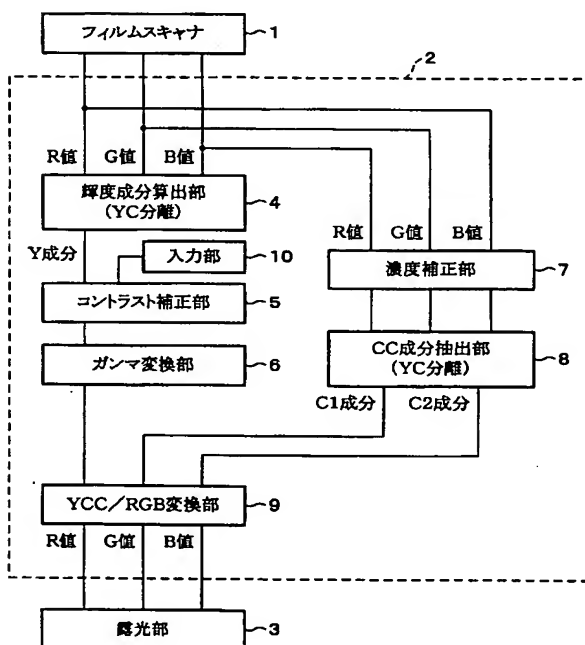 フィルムスキャナ
1
2
R値
G値
B値
輝度成分算出部
(YC分離)
4
Y成分
入力部
10
コントラスト補正部
5
ガンマ変換部
6
R値
G値
B値
濃度補正部
7
CC成分抽出部
(YC分離)
8
C1成分
C2成分
YCC/RGB変換部
9
R値
G値
B値
露光部
3